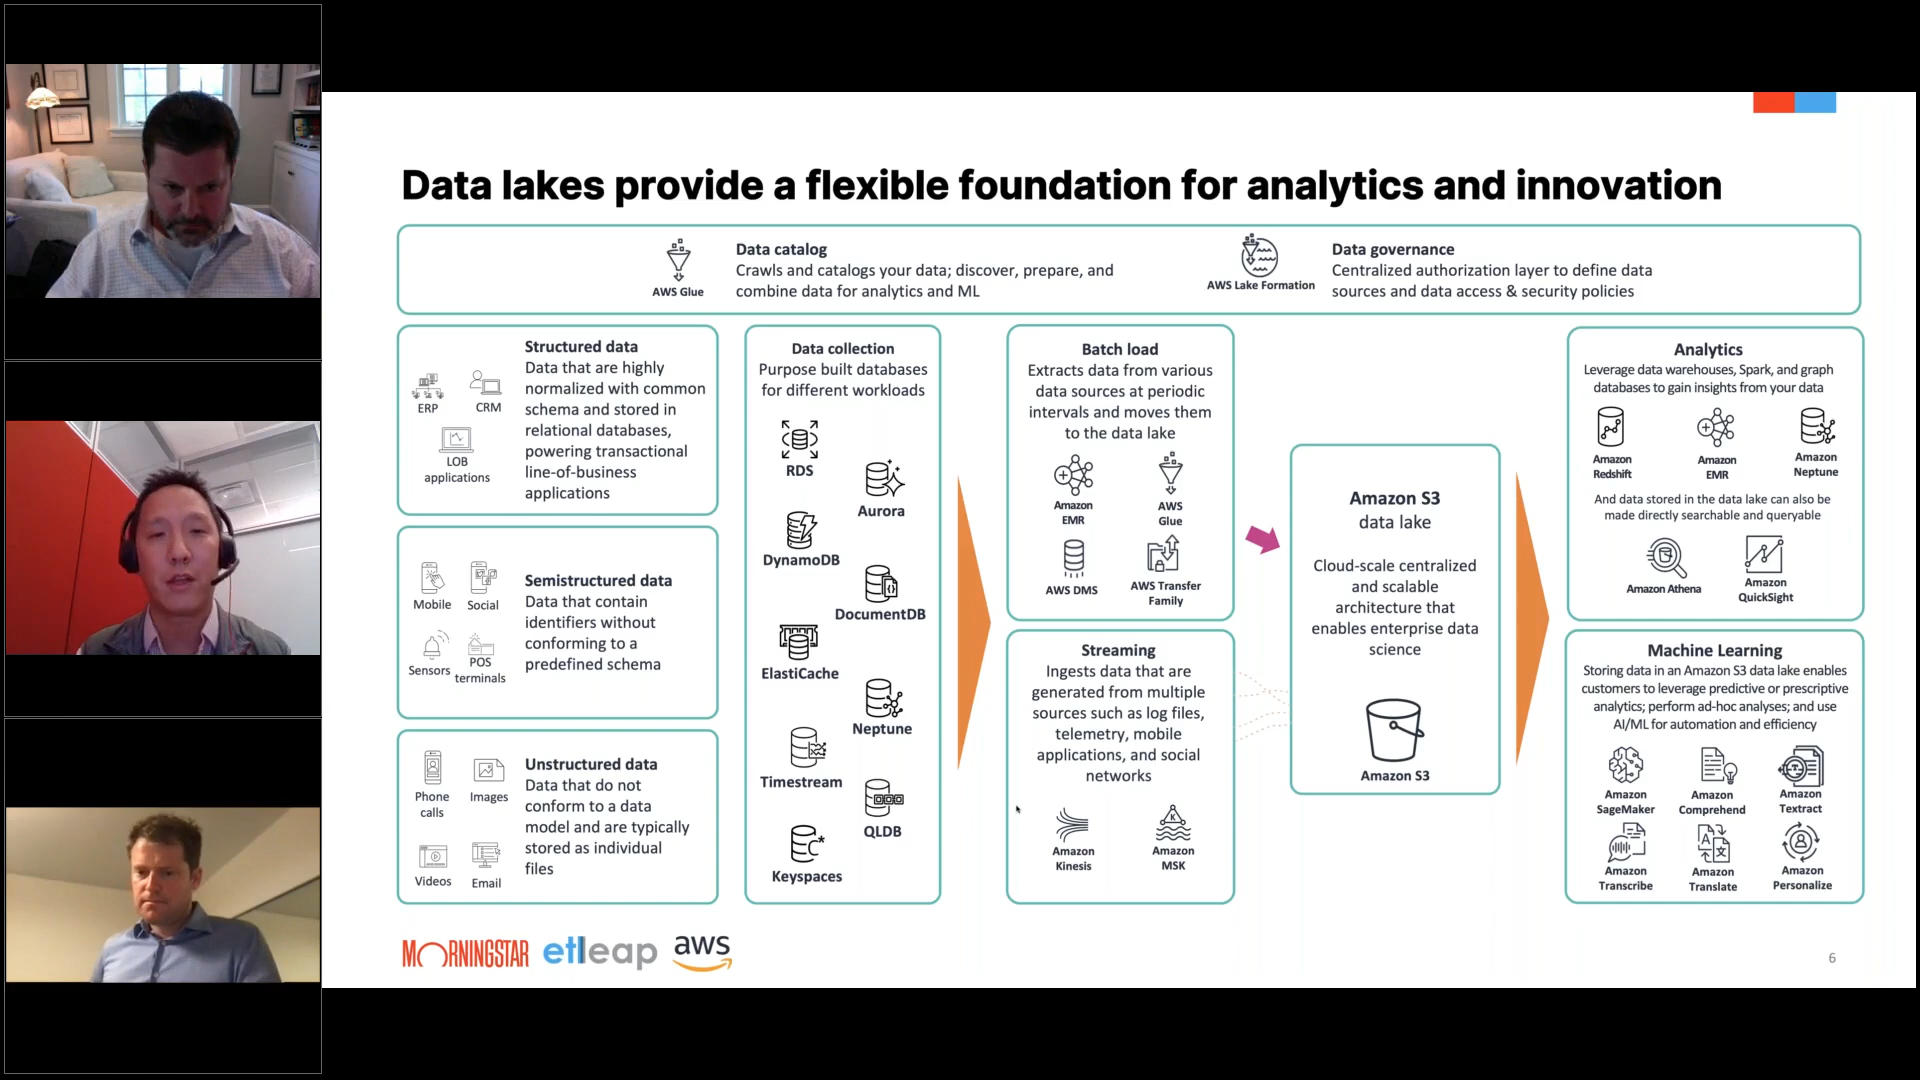 Data lakes provide a flexible foundation for analytics and innovation
AWS Glue
Data catalog
Crawls and catalogs your data; discover, prepare, and
combine data for analytics and ML
AWS Lake Formation
Data governance
Centralized authorization layer to define data
sources and data access & security policies
ERP
CRM
LOB
applications
Structured data
Data that are highly
normalized with common
schema and stored in
relational databases,
powering transactional
line-of-business
applications
Mobile
Social
Sensors
POS
terminals
Semistructured data
Data that contain
identifiers without
conforming to a
predefined schema
Phone
calls
Images
Videos
Email
Unstructured data
Data that do not
conform to a data
model and are typically
stored as individual
files
Data collection
Purpose built databases
for different workloads
RDS
Aurora
DynamoDB
DocumentDB
ElastiCache
Neptune
Timestream
QLDB
C*
Keyspaces
Batch load
Extracts data from various
data sources at periodic
intervals and moves them
to the data lake
Amazon
EMR
AWS
Glue
AWS DMS
AWS Transfer
Family
Streaming
Ingests data that are
generated from multiple
sources such as log files,
telemetry, mobile
applications, and social
networks
Amazon
Kinesis
K
Amazon
MSK
Amazon S3
data lake
Cloud-scale centralized
and scalable
architecture that
enables enterprise data
science
Amazon S3
Analytics
Leverage data warehouses, Spark, and graph
databases to gain insights from your data
Amazon
Redshift
Amazon
EMR
Amazon
Neptune
And data stored in the data lake can also be
made directly searchable and queryable
Amazon Athena
Amazon
QuickSight
Machine Learning
Storing data in an Amazon S3 data lake enables
customers to leverage predictive or prescriptive
analytics; perform ad-hoc analyses; and use
AI/ML for automation and efficiency
Amazon
SageMaker
Amazon
Comprehend
Amazon
Textract
Amazon
Transcribe
A
文
Amazon
Translate
Amazon
Personalize
MORNINGSTAR
etleap
aws
6